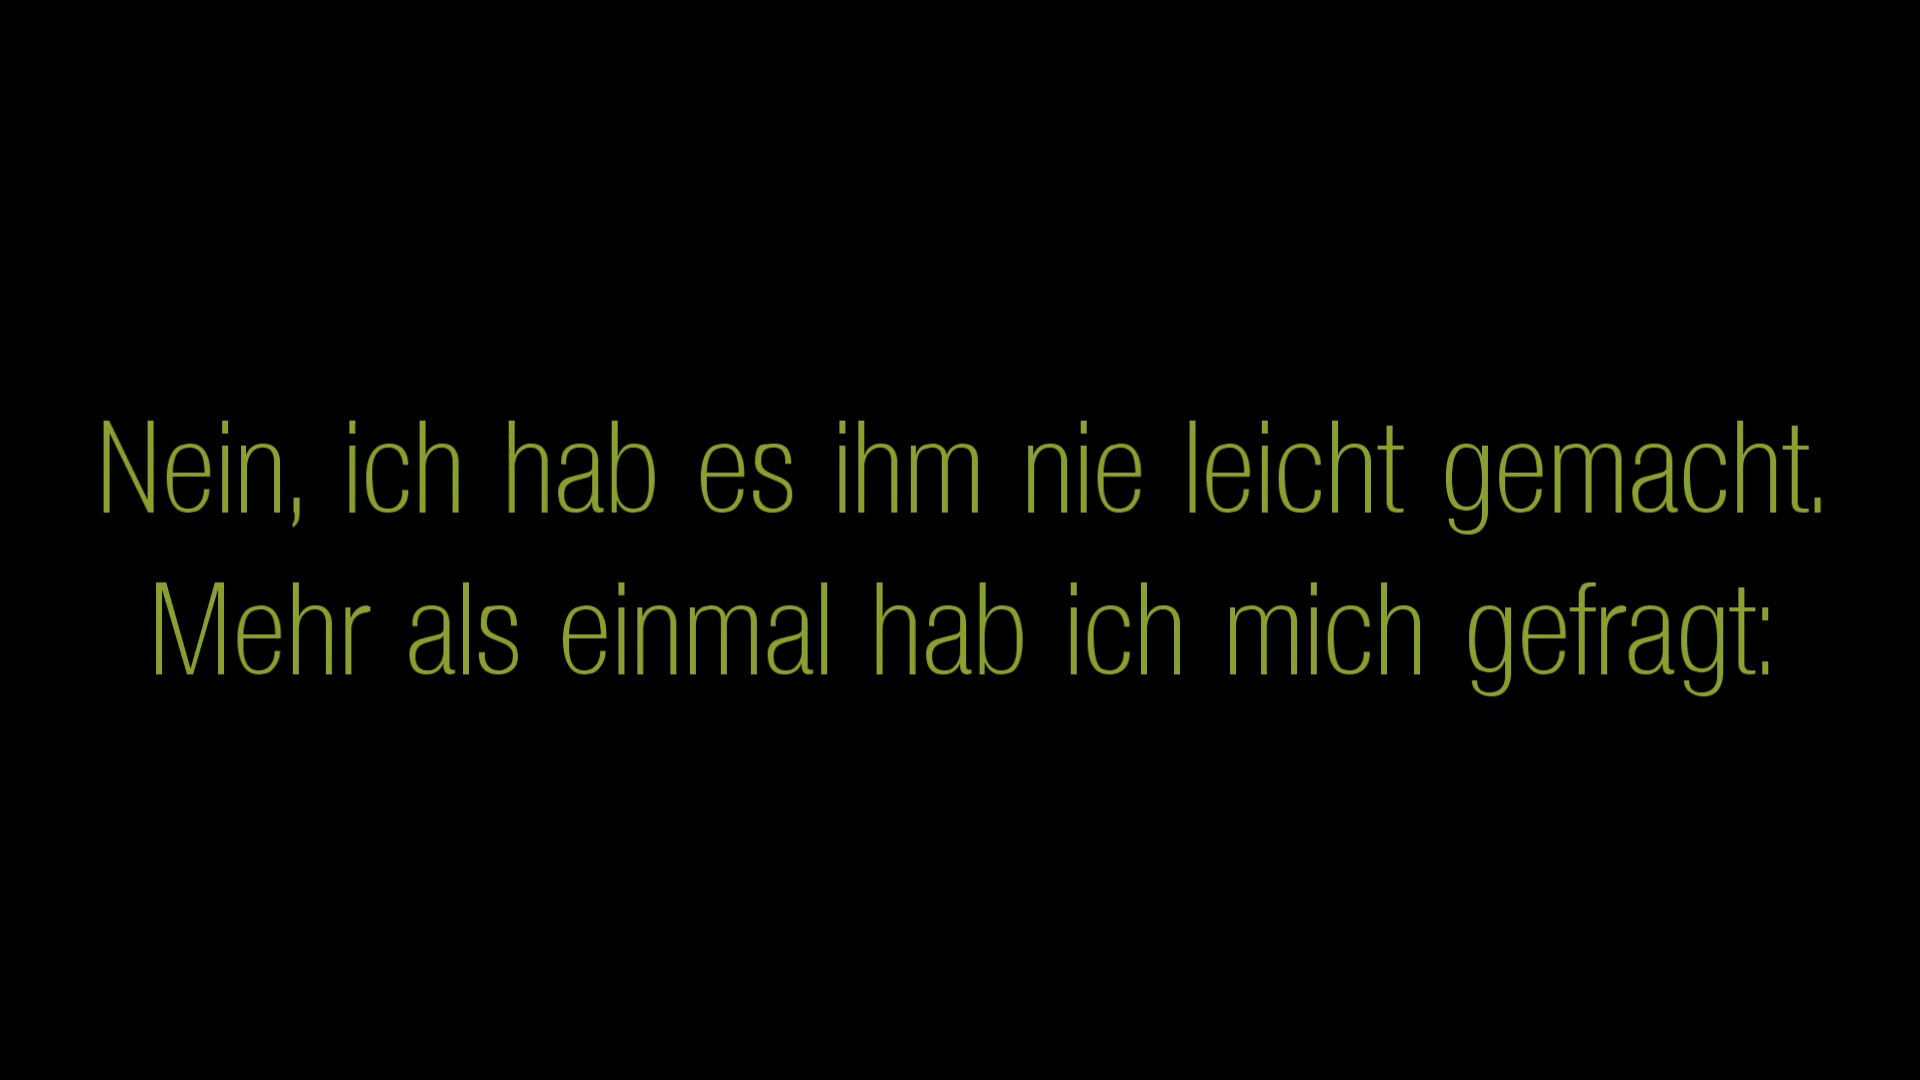 Nein, ich hab es ihm nie leicht gemacht.
Mehr als einmal hab ich mich gefragt: